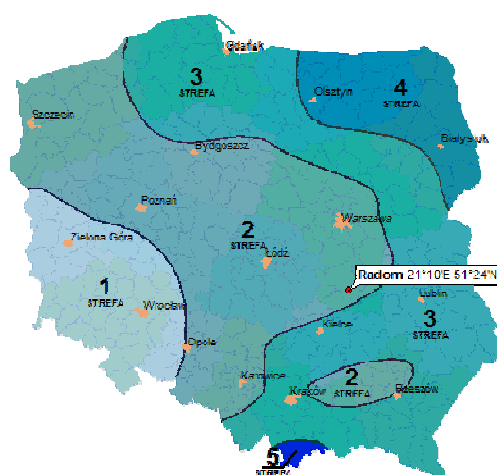 Gdańsk
3
STREFA
4
STREFA
Olsztyn
Szczecin
Białystok
Bydgoszcz
Poznań
Warszawa
2
STREFA
Zielona Góra
Łódź
Radom 21°10'E 51°24'N
1
STREFA
Wrocław
Lublin
3
STREFA
Kielce
Opole
2
STREFA
Katowice
Kraków
Rzeszów
5
STREFA